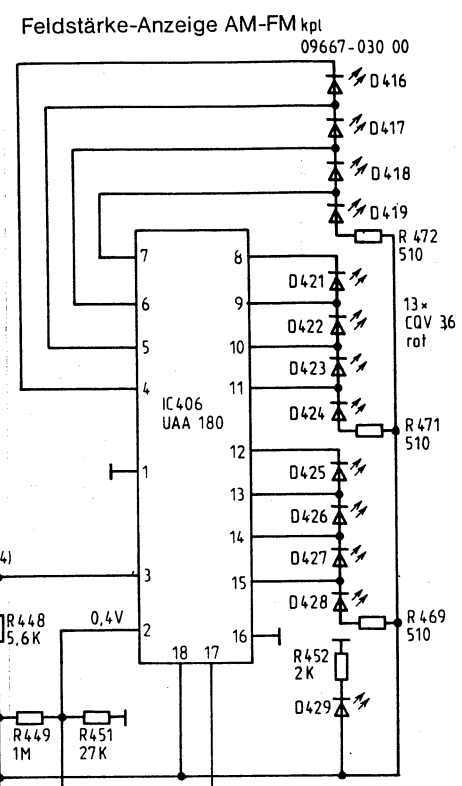 Feldstärke-Anzeige AM-FM kpl
09667-030 00
D416
D417
D418
D419
R 472
510
7
8
D421
13×
CQV 36
rot
6
9
D422
5
10
D423
4
11
IC406
UAA 180
D424
R 471
510
12
1
D425
13
D426
14
D427
4)
3
15
D428
R448
5,6K
0,4V
2
16
R 469
510
18
17
R452
2K
D429
R449
1M
R451
27K